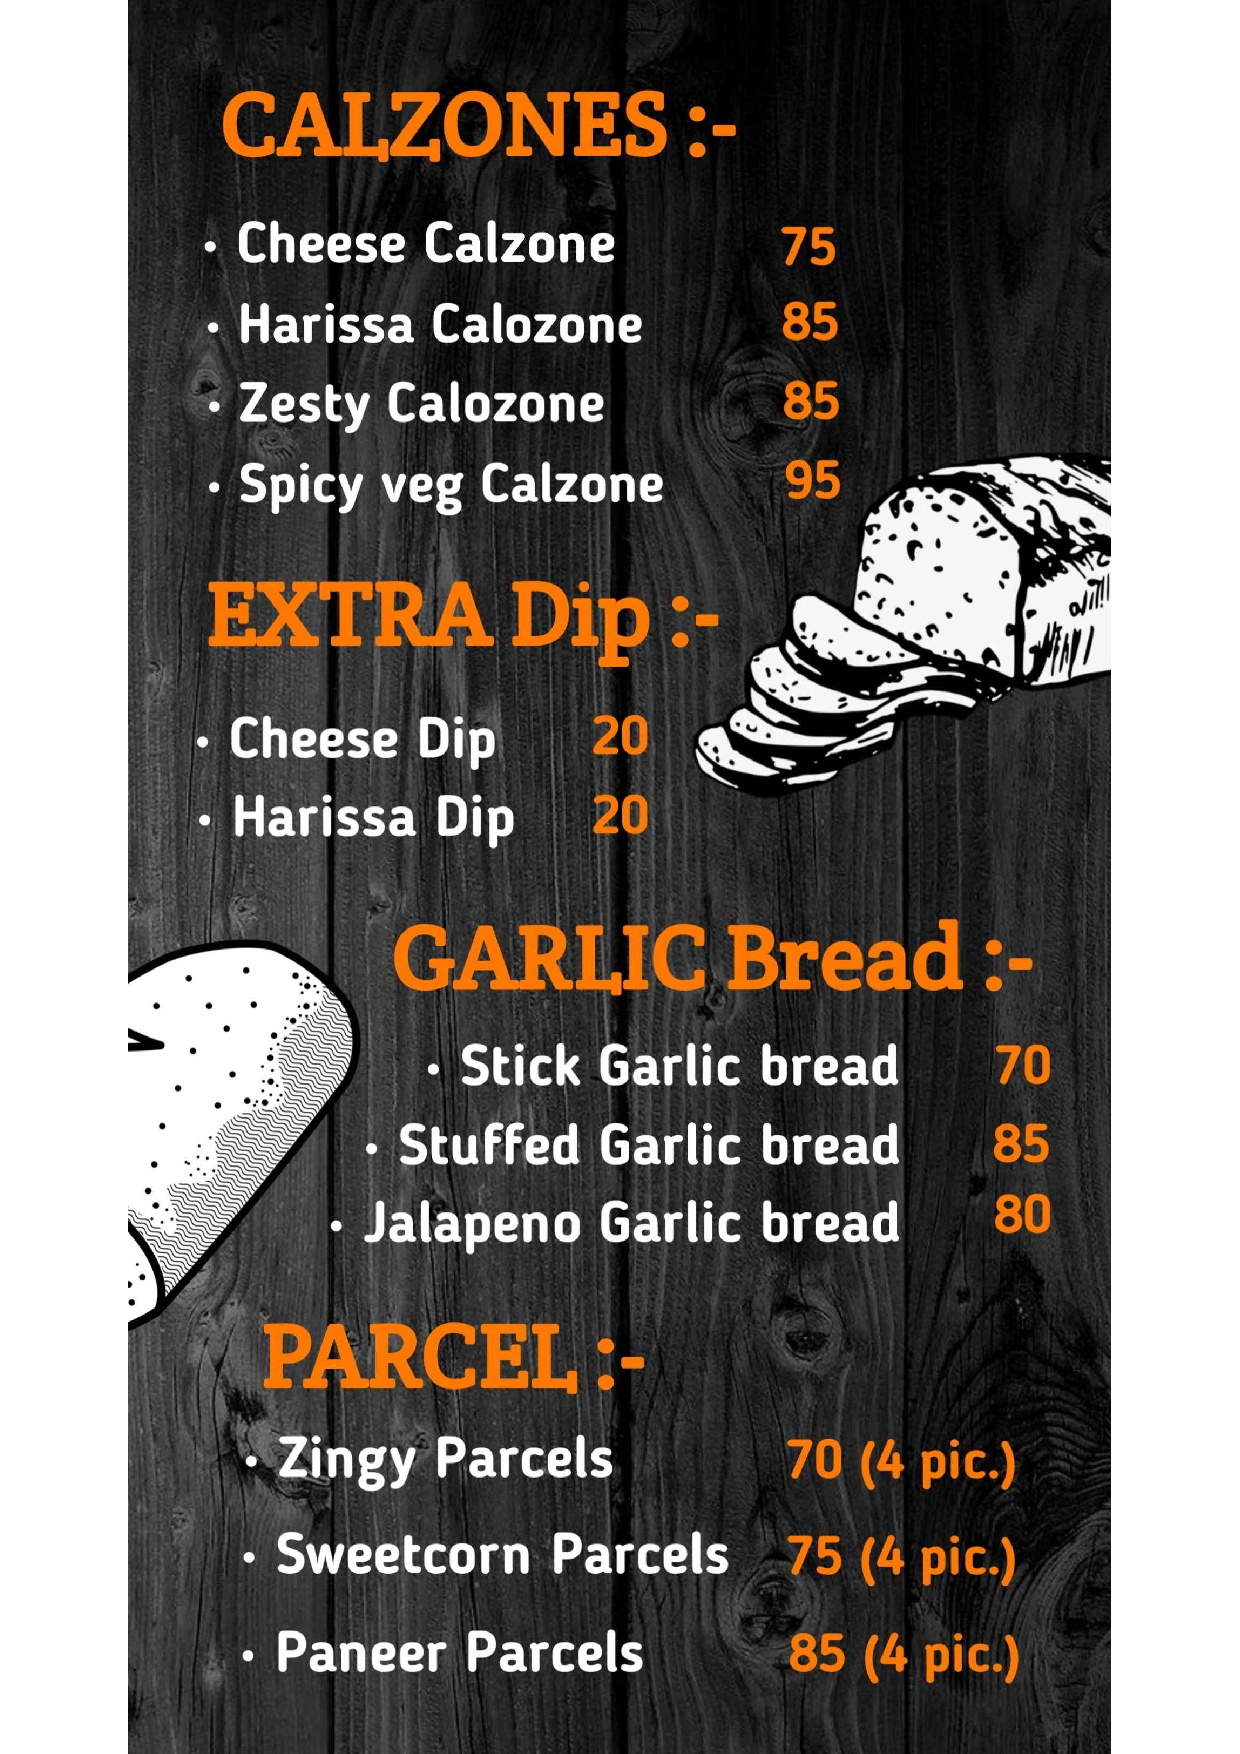 CALZONES :-
• Cheese Calzone 75
• Harissa Calozone 85
• Zesty Calozone 85
• Spicy veg Calzone 95
EXTRA Dip :-
• Cheese Dip 20
• Harissa Dip 20
GARLIC Bread :-
• Stick Garlic bread 70
• Stuffed Garlic bread 85
• Jalapeno Garlic bread 80
PARCEL :-
• Zingy Parcels 70 (4 pic.)
• Sweetcorn Parcels 75 (4 pic.)
• Paneer Parcels 85 (4 pic.)